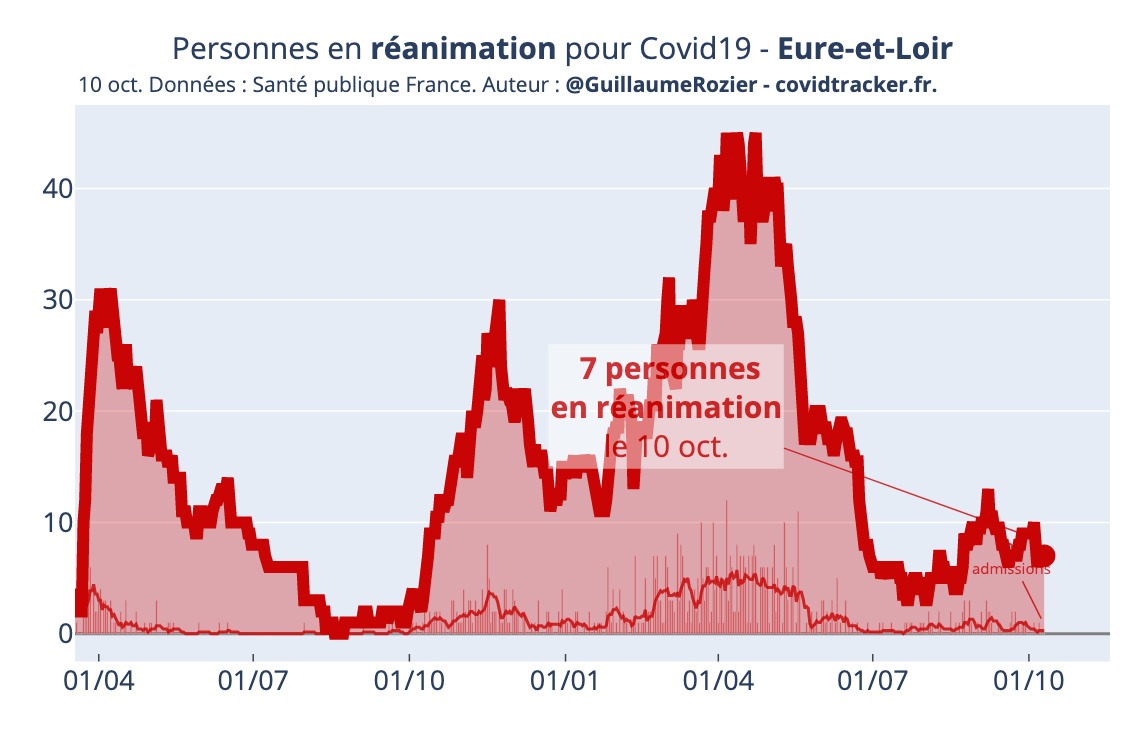 Personnes en réanimation pour Covid19 - Eure-et-Loir
10 oct. Données : Santé publique France. Auteur : @GuillaumeRozier - covidtracker.fr.
40
30
20
10
0
7 personnes
en réanimation
le 10 oct.
admissions
01/04
01/07
01/10
01/01
01/04
01/07
01/10